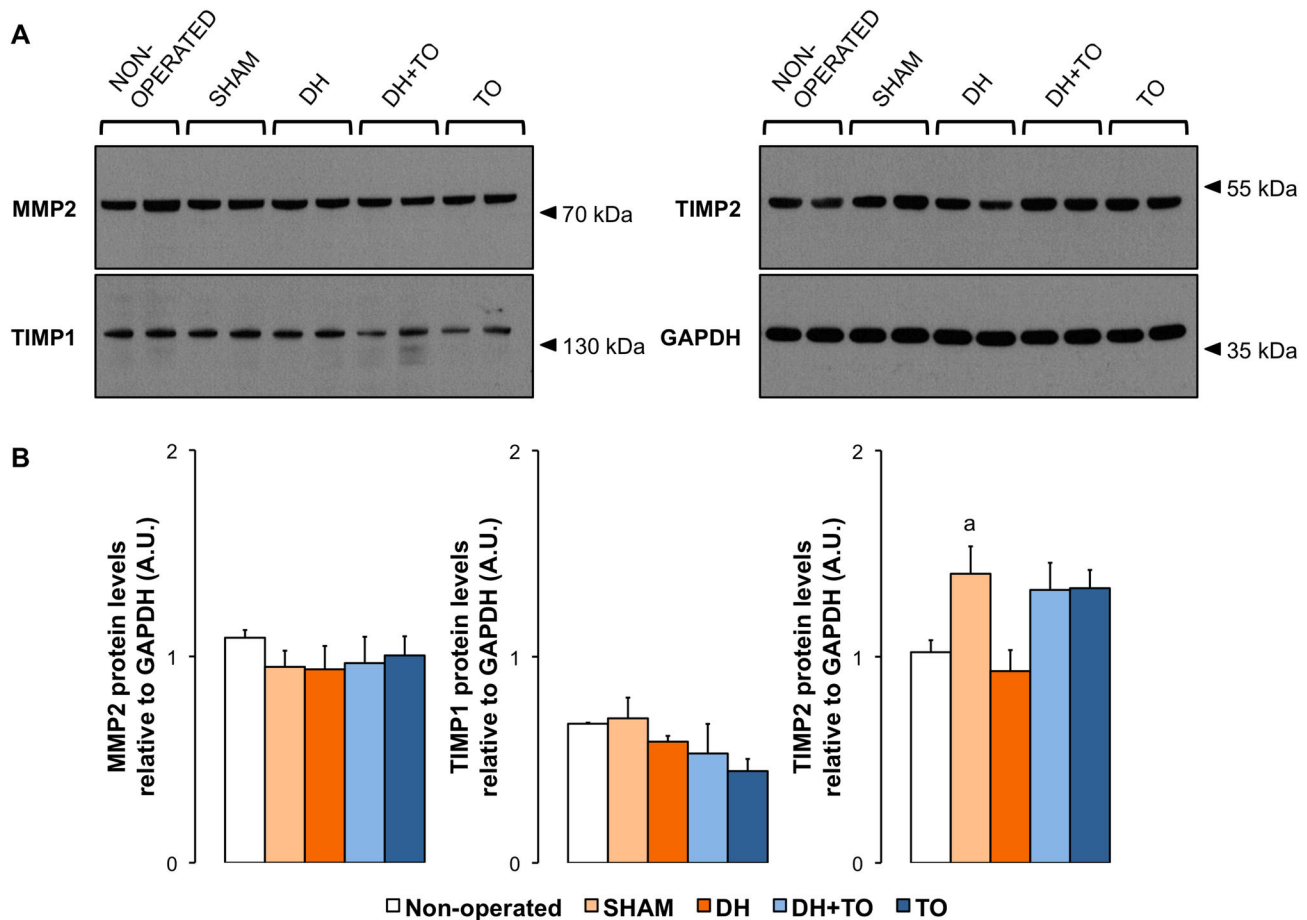 A
NON-
OPERATED
SHAM
DH
DH+TO
TO
NON-
OPERATED
SHAM
DH
DH+TO
TO
MMP2
◄ 70 kDa
TIMP2
◄ 55 kDa
TIMP1
◄ 130 kDa
GAPDH
◄ 35 kDa
B
MMP2 protein levels
relative to GAPDH (A.U.)
2
1
0
TIMP1 protein levels
relative to GAPDH (A.U.)
2
1
0
TIMP2 protein levels
relative to GAPDH (A.U.)
2
1
0
a
Non-operated SHAM DH DH+TO TO